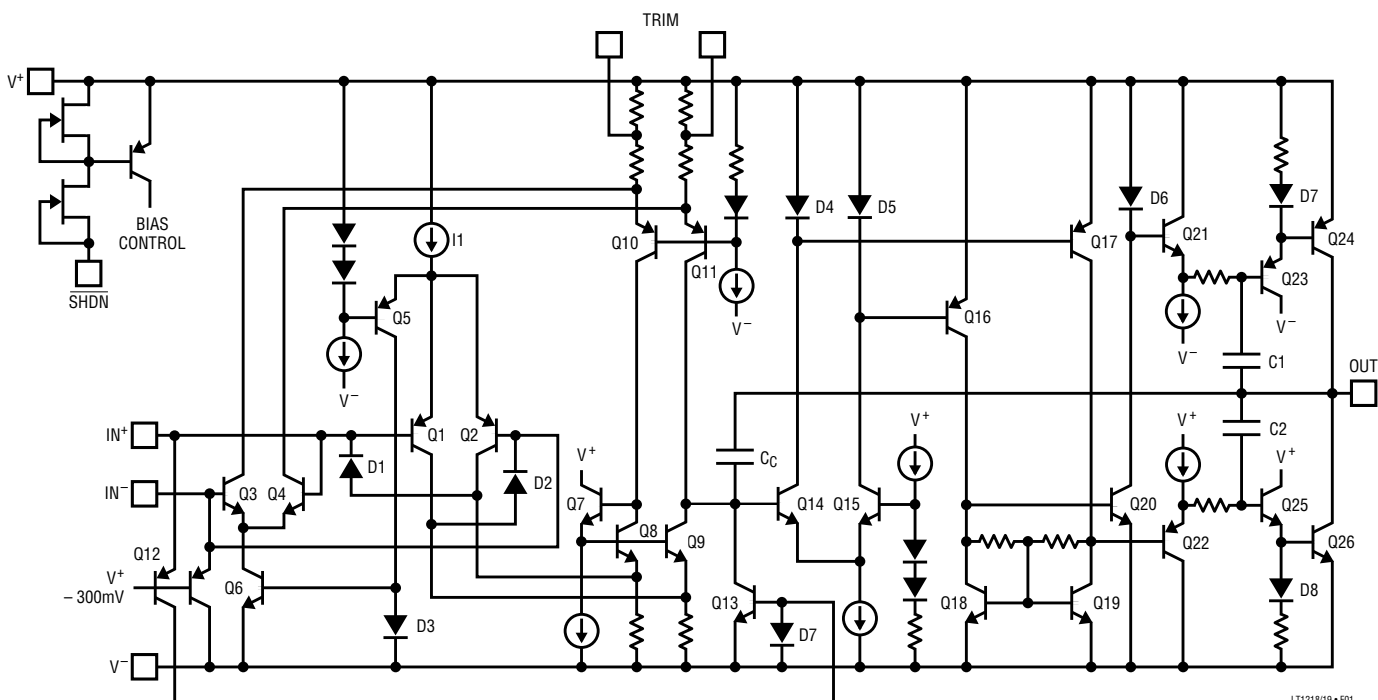 TRIM
V+
BIAS
CONTROL
SHDN
I1
Q10
Q11
D4
D5
D6
D7
Q17
Q21
Q24
Q23
Q5
V−
V−
V−
V−
Q16
C1
OUT
IN+
Q1
Q2
V+
V+
C2
V+
D1
CC
IN−
Q3
Q4
D2
V+
Q7
Q14
Q15
Q20
Q25
Q8
Q9
Q22
Q26
Q12
V+
– 300mV
Q6
Q13
Q18
Q19
D8
D3
D7
V−
LT1218/19 • F01